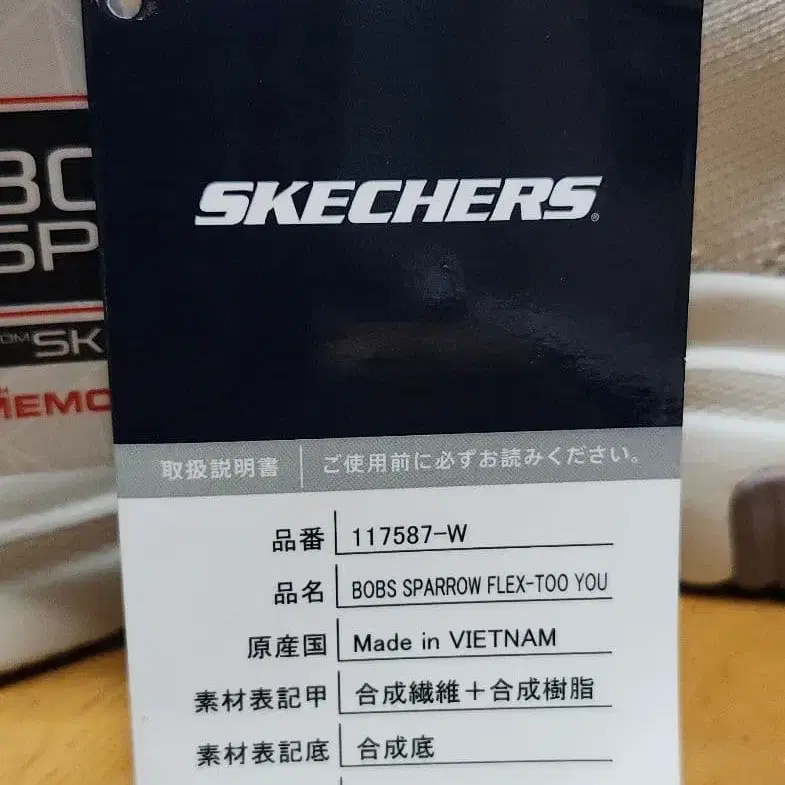 SKECHERS®
取扱説明書 ご使用前に必ずお読みください。
品番 117587-W
品名 BOBS SPARROW FLEX-TOO YOU
原産国 Made in VIETNAM
素材表記甲 合成繊維+合成樹脂
素材表記底 合成底
SP
SK
MEMO